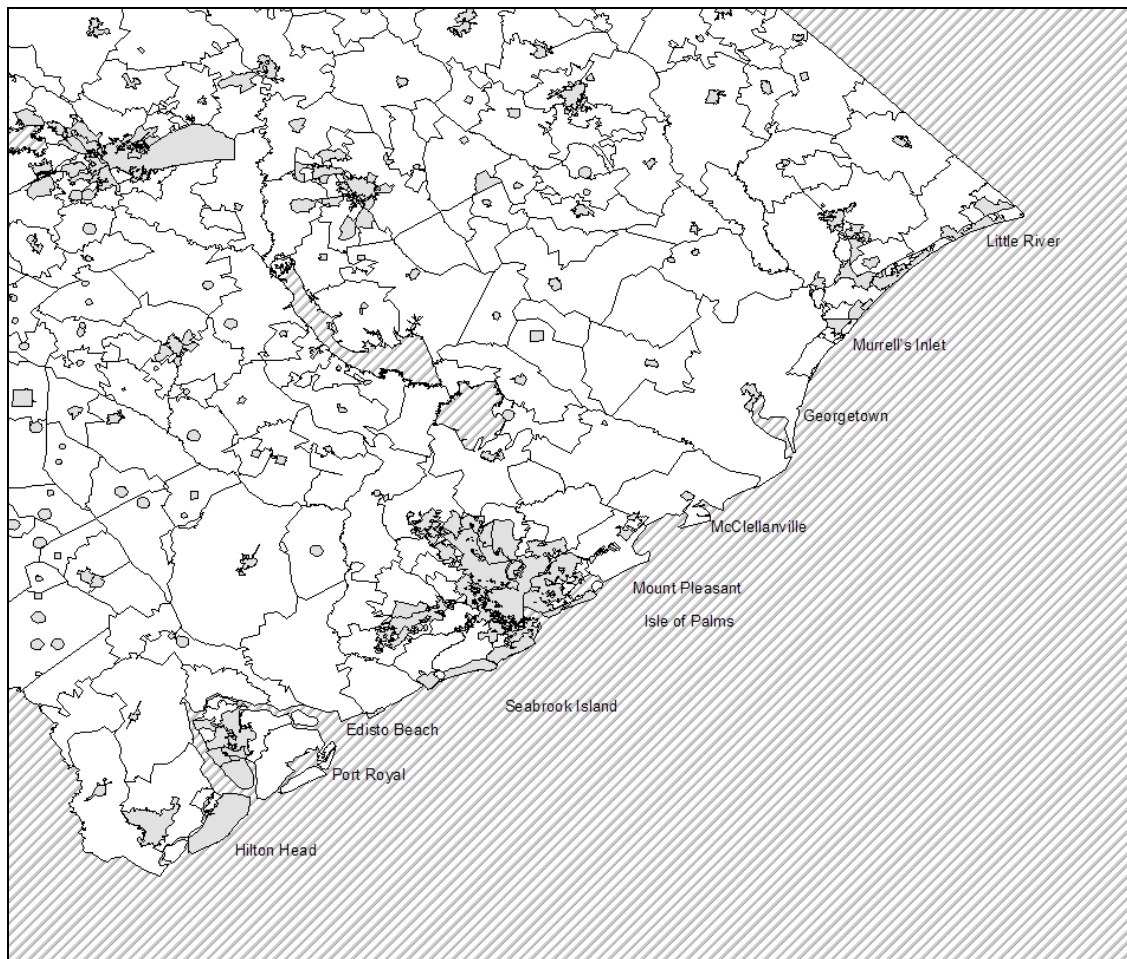 Little River
Murrell's Inlet
Georgetown
McClellanville
Mount Pleasant
Isle of Palms
Seabrook Island
Edisto Beach
Port Royal
Hilton Head